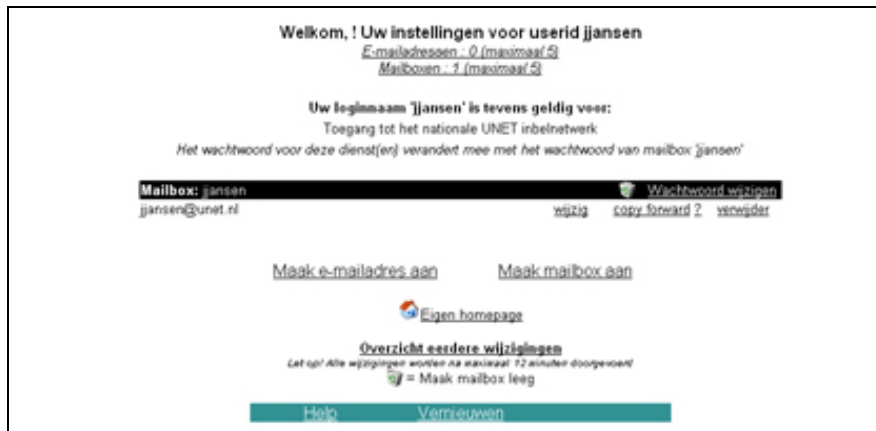 Welkom, ! Uw instellingen voor userid jjansen
E-mailadressen : 0 (maximaal 5)
Mailboxen : 1 (maximaal 5)
Uw loginnaam 'jjansen' is tevens geldig voor:
Toegang tot het nationale UNET inbelnetwerk
Het wachtwoord voor deze dienst(en) verandert mee met het wachtwoord van mailbox 'jjansen'
Mailbox: jjansen Wachtwoord wijzigen
jjansen@unet.nl wijzig copy forward ? verwijder
Maak e-mailadres aan Maak mailbox aan
Eigen homepage
Overzicht eerdere wijzigingen
Let op! Alle wijzigingen worden na maximaal 12 minuten doorgevoerd
= Maak mailbox leeg
Help Vernieuwen